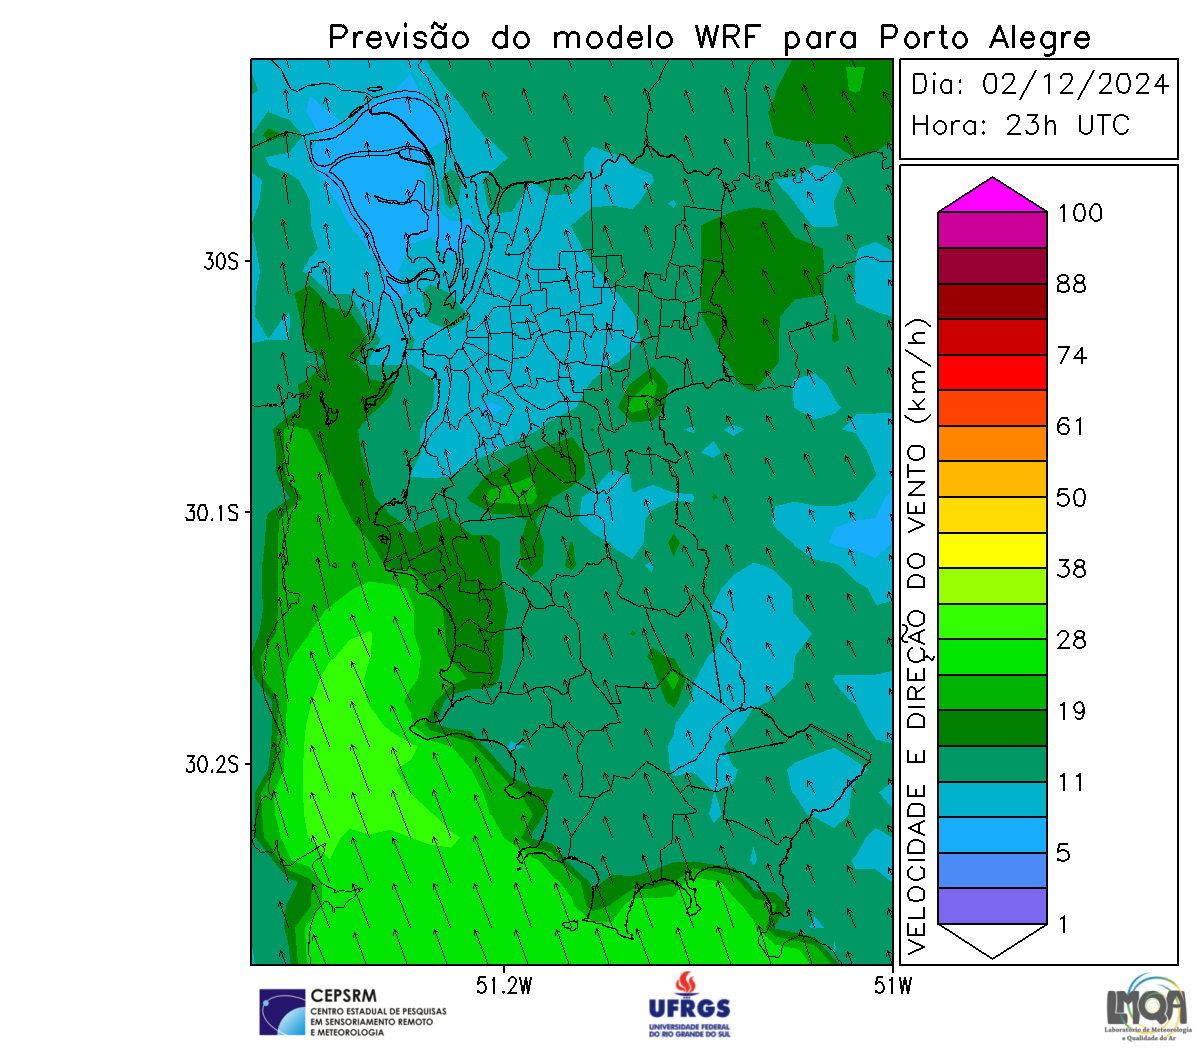 Previsão do modelo WRF para Porto Alegre
Dia: 02/12/2024
Hora: 23h UTC
100
88
74
61
50
38
28
19
11
5
1
VELOCIDADE E DIREÇÃO DO VENTO (km/h)
30S
30.1S
30.2S
51.2W
51W
CEPSRM
CENTRO ESTADUAL DE PESQUISAS
EM SENSORIAMENTO REMOTO
E METEOROLOGIA
UFRGS
UNIVERSIDADE FEDERAL
DO RIO GRANDE DO SUL
LMQA
Laboratório de Meteorologia
e Qualidade do Ar